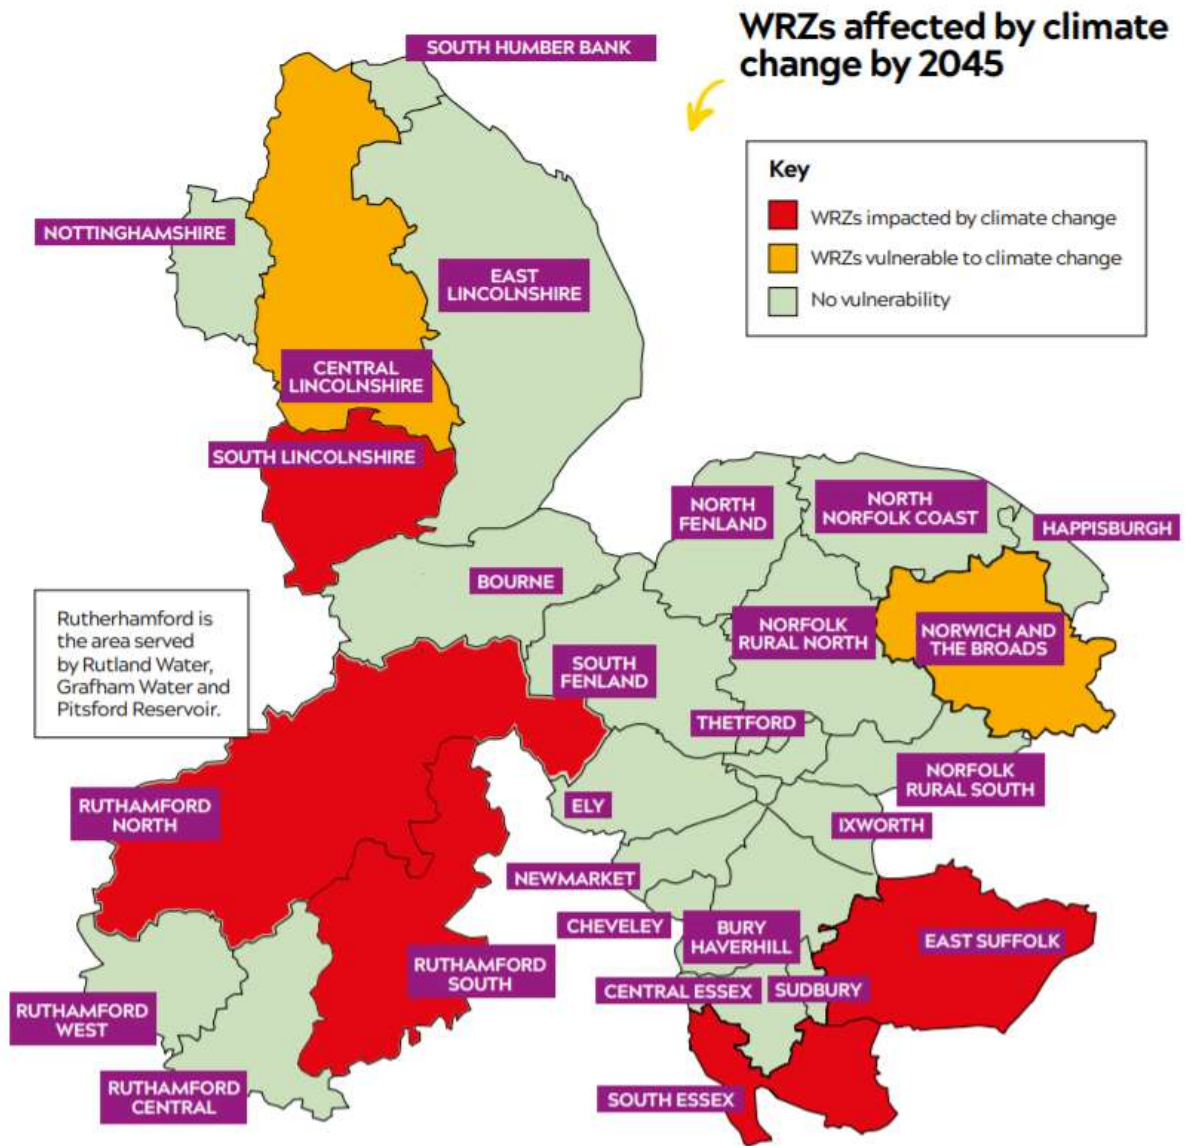 WRZs affected by climate
change by 2045
Key
WRZs impacted by climate change
WRZs vulnerable to climate change
No vulnerability
SOUTH HUMBER BANK
NOTTINGHAMSHIRE
EAST
LINCOLNSHIRE
CENTRAL
LINCOLNSHIRE
SOUTH LINCOLNSHIRE
NORTH
FENLAND
NORTH
NORFOLK COAST
HAPPISBURGH
BOURNE
Rutherhamford is
the area served
by Rutland Water,
Grafham Water and
Pitsford Reservoir.
NORFOLK
RURAL NORTH
NORWICH AND
THE BROADS
SOUTH
FENLAND
THETFORD
NORFOLK
RURAL SOUTH
RUTHAMFORD
NORTH
ELY
IXWORTH
NEWMARKET
CHEVELEY
BURY
HAVERHILL
EAST SUFFOLK
RUTHAMFORD
SOUTH
CENTRAL ESSEX
SUDBURY
RUTHAMFORD
WEST
RUTHAMFORD
CENTRAL
SOUTH ESSEX